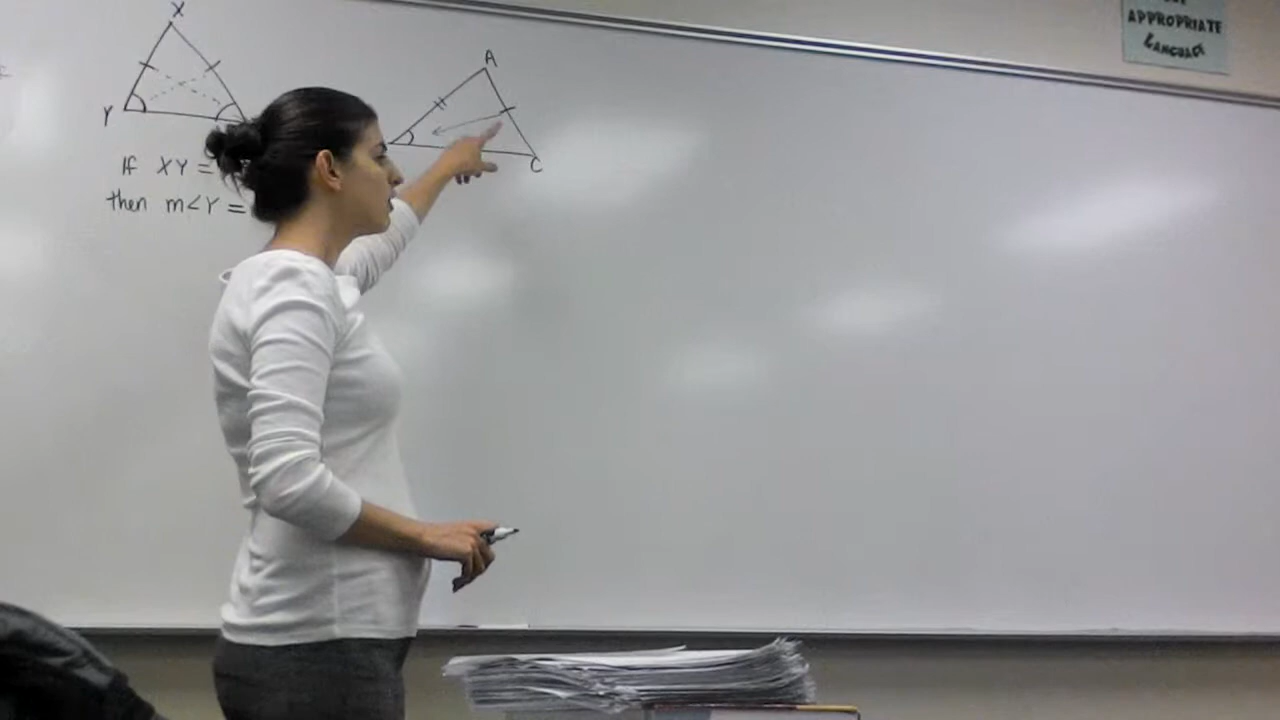 APPROPRIATE
LANGUAGE
X
A
Y
C
If XY =
then m<Y =